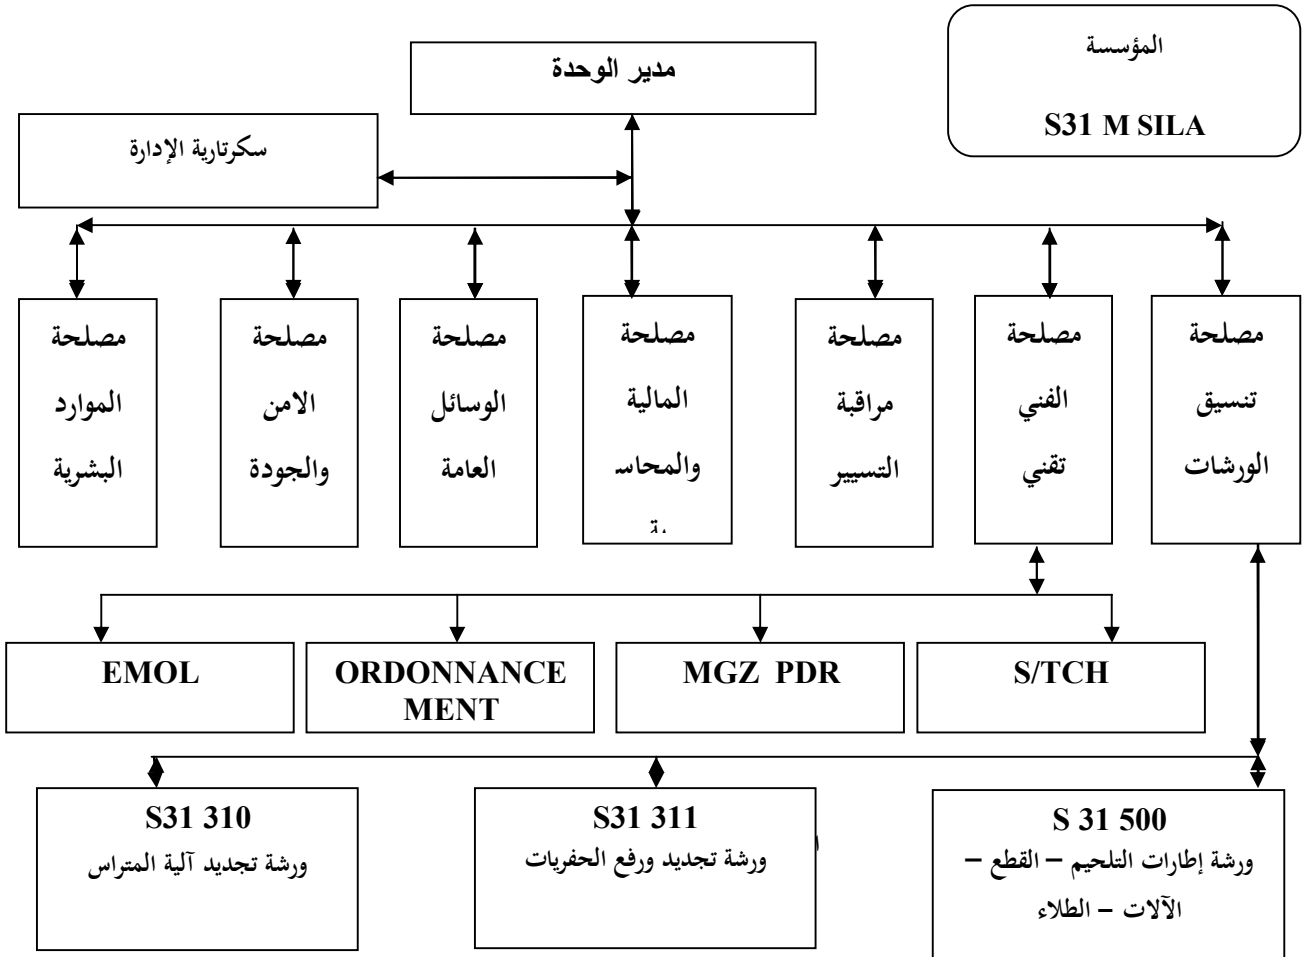 المؤسسة
S31 M SILA
مدير الوحدة
سكرتارية الإدارة
مصلحة
تنسيق
الورشات
مصلحة
الفني
تقني
مصلحة
مراقبة
التسيير
مصلحة
المالية
والمحاس
بة
مصلحة
الوسائل
العامة
مصلحة
الامن
والجودة
مصلحة
الموارد
البشرية
EMOL
ORDONNANCE
MENT
MGZ PDR
S/TCH
S31 310
ورشة تجديد آلية المتراس
S31 311
ورشة تجديد ورفع الحفريات
S 31 500
ورشة إطارات التلحيم – القطع –
الآلات – الطلاء